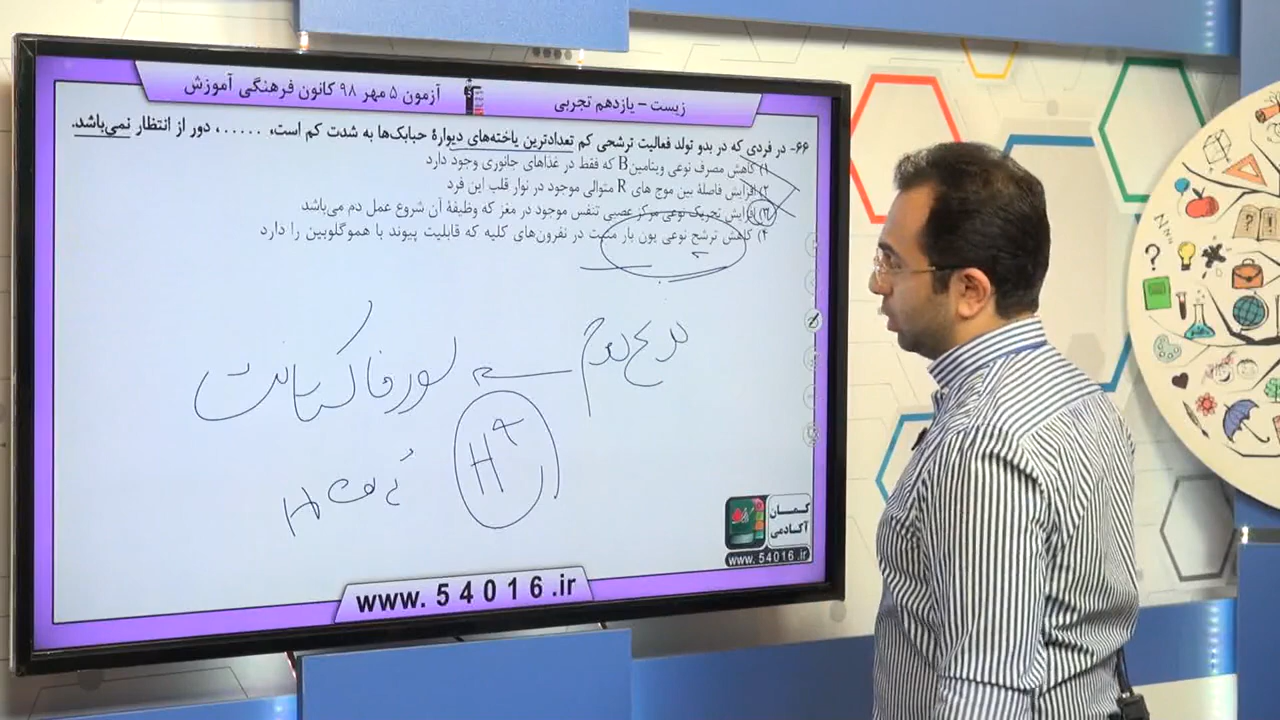 زیست – یازدهم تجربی
آزمون ۵ مهر ۹۸ کانون فرهنگی آموزش
۶۶- در فردی که در بدو تولد فعالیت ترشحی کم تعدادترین یاخته‌های دیوارهٔ حبابک‌ها به شدت کم است، ......، دور از انتظار نمی‌باشد.
۱) کاهش مصرف نوعی ویتامین B که فقط در غذاهای جانوری وجود دارد
۲) افزایش فاصلهٔ بین موج های R متوالی موجود در نوار قلب این فرد
۳) افزایش تحریک نوعی مرکز عصبی تنفس موجود در مغز که وظیفهٔ آن شروع عمل دم می‌باشد
۴) کاهش ترشح نوعی یون بار مثبت در نفرون‌های کلیه که قابلیت پیوند با هموگلوبین را دارد
سورفاکتانت
H+
کمان
آکادمی
www. 54016 .ir
www. 54016 .ir